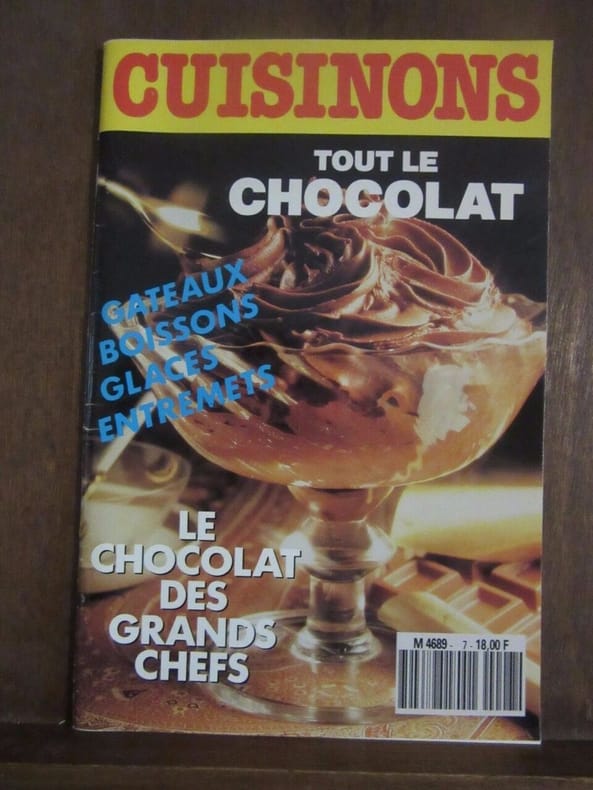 CUISINONS
TOUT LE
CHOCOLAT
GATEAUX
BOISSONS
GLACES
ENTREMETS
LE
CHOCOLAT
DES
GRANDS
CHEFS
M 4689 - 7 - 18,00 F